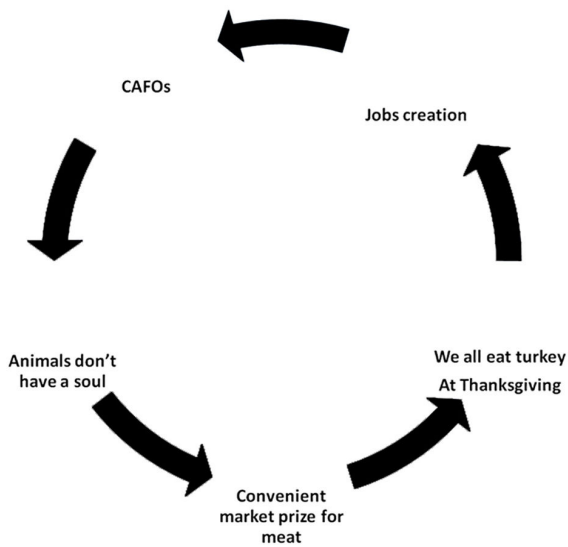 CAFOs
Jobs creation
Animals don't
have a soul
We all eat turkey
At Thanksgiving
Convenient
market prize for
meat